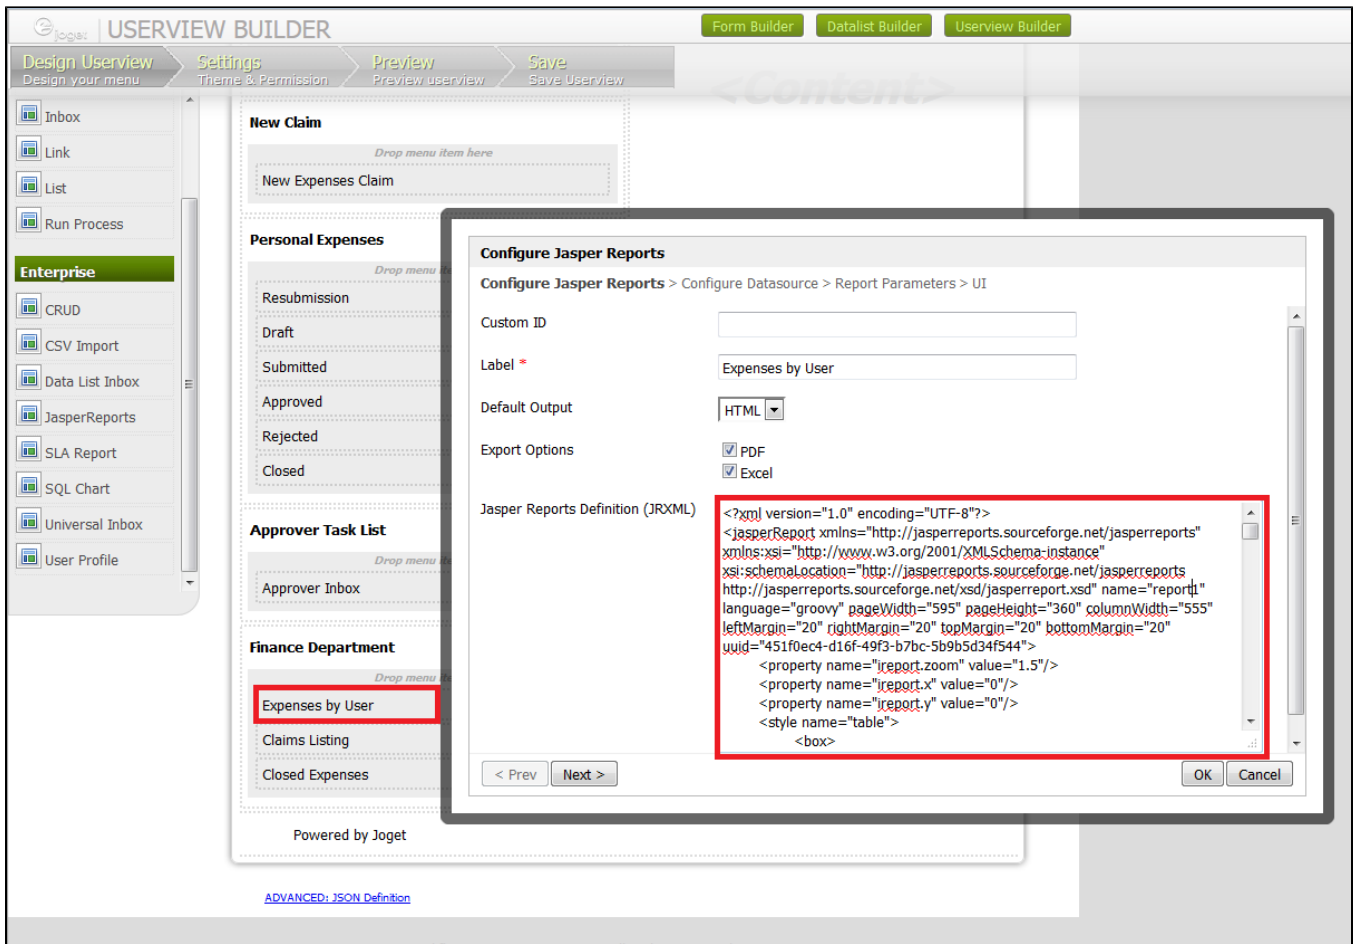 joget USERVIEW BUILDER
Form Builder
Datalist Builder
Userview Builder
Design Userview
Design your menu
Settings
Theme & Permission
Preview
Preview userview
Save
Save Userview
<Content>
Inbox
Link
List
Run Process
Enterprise
CRUD
CSV Import
Data List Inbox
JasperReports
SLA Report
SQL Chart
Universal Inbox
User Profile
New Claim
Drop menu item here
New Expenses Claim
Personal Expenses
Drop menu
Resubmission
Draft
Submitted
Approved
Rejected
Closed
Approver Task List
Drop menu
Approver Inbox
Finance Department
Drop menu
Expenses by User
Claims Listing
Closed Expenses
Powered by Joget
ADVANCED: JSON Definition
Configure Jasper Reports
Configure Jasper Reports > Configure Datasource > Report Parameters > UI
Custom ID
Label *
Expenses by User
Default Output
HTML
Export Options
PDF
Excel
Jasper Reports Definition (JRXML)
<?xml version="1.0" encoding="UTF-8"?>
<jasperReport xmlns="http://jasperreports.sourceforge.net/jasperreports"
xmlns:xsi="http://www.w3.org/2001/XMLSchema-instance"
xsi:schemaLocation="http://jasperreports.sourceforge.net/jasperreports
http://jasperreports.sourceforge.net/xsd/jasperreport.xsd" name="report1"
language="groovy" pageWidth="595" pageHeight="360" columnWidth="555"
leftMargin="20" rightMargin="20" topMargin="20" bottomMargin="20"
uuid="451f0ec4-d16f-49f3-b7bc-5b9b5d34f544">
<property name="ireport.zoom" value="1.5"/>
<property name="ireport.x" value="0"/>
<property name="ireport.y" value="0"/>
<style name="table">
<box>
< Prev
Next >
OK
Cancel